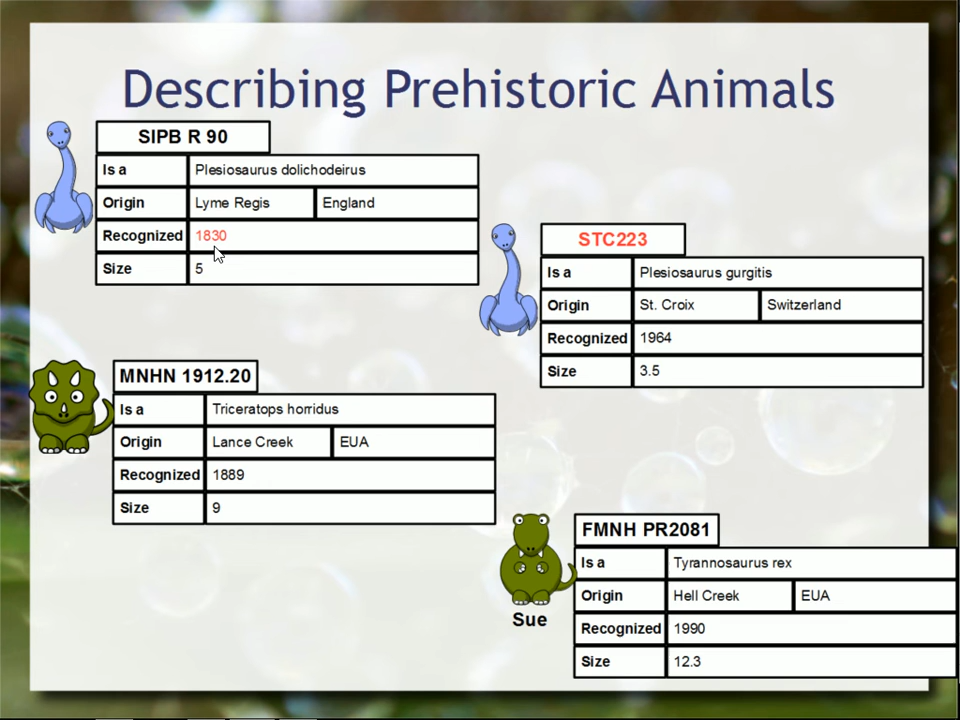 Describing Prehistoric Animals
SIPB R 90
Is a Plesiosaurus dolichodeirus
Origin Lyme Regis England
Recognized 1830
Size 5
STC223
Is a Plesiosaurus gurgitis
Origin St. Croix Switzerland
Recognized 1964
Size 3.5
MNHN 1912.20
Is a Triceratops horridus
Origin Lance Creek EUA
Recognized 1889
Size 9
FMNH PR2081
Is a Tyrannosaurus rex
Origin Hell Creek EUA
Sue
Recognized 1990
Size 12.3